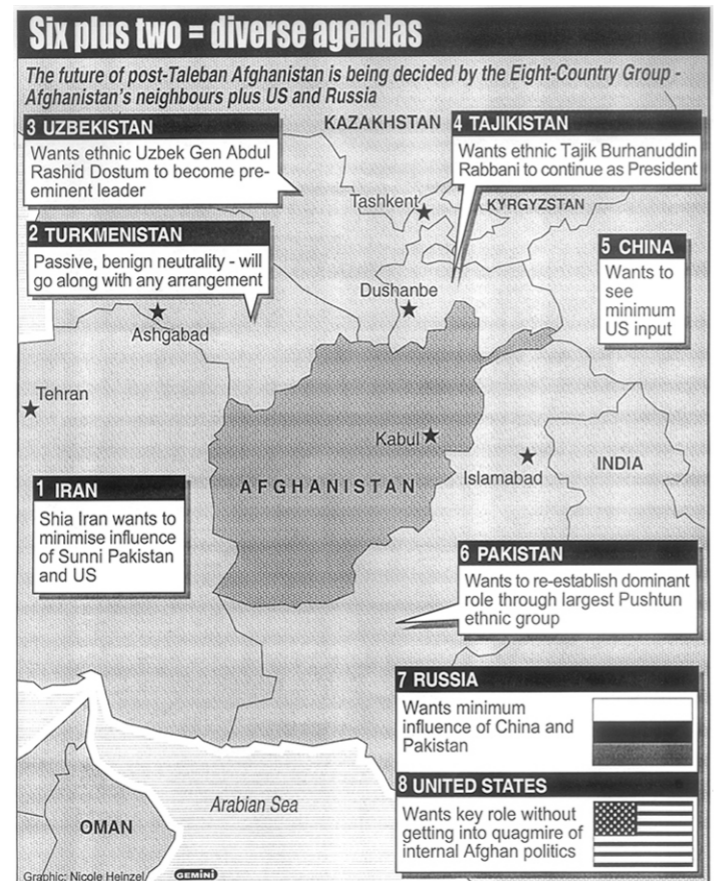 Six plus two = diverse agendas
The future of post-Taleban Afghanistan is being decided by the Eight-Country Group -
Afghanistan's neighbours plus US and Russia
3 UZBEKISTAN
Wants ethnic Uzbek Gen Abdul
Rashid Dostum to become pre-
eminent leader
KAZAKHSTAN
4 TAJIKISTAN
Wants ethnic Tajik Burhanuddin
Rabbani to continue as President
Tashkent
KYRGYZSTAN
2 TURKMENISTAN
Passive, benign neutrality - will
go along with any arrangement
5 CHINA
Wants to
see
minimum
US input
Dushanbe
Ashgabad
Tehran
Kabul
Islamabad
INDIA
AFGHANISTAN
1 IRAN
Shia Iran wants to
minimise influence
of Sunni Pakistan
and US
6 PAKISTAN
Wants to re-establish dominant
role through largest Pushtun
ethnic group
7 RUSSIA
Wants minimum
influence of China and
Pakistan
8 UNITED STATES
Wants key role without
getting into quagmire of
internal Afghan politics
Arabian Sea
OMAN
Graphic: Nicole Heinzel
GEMINI